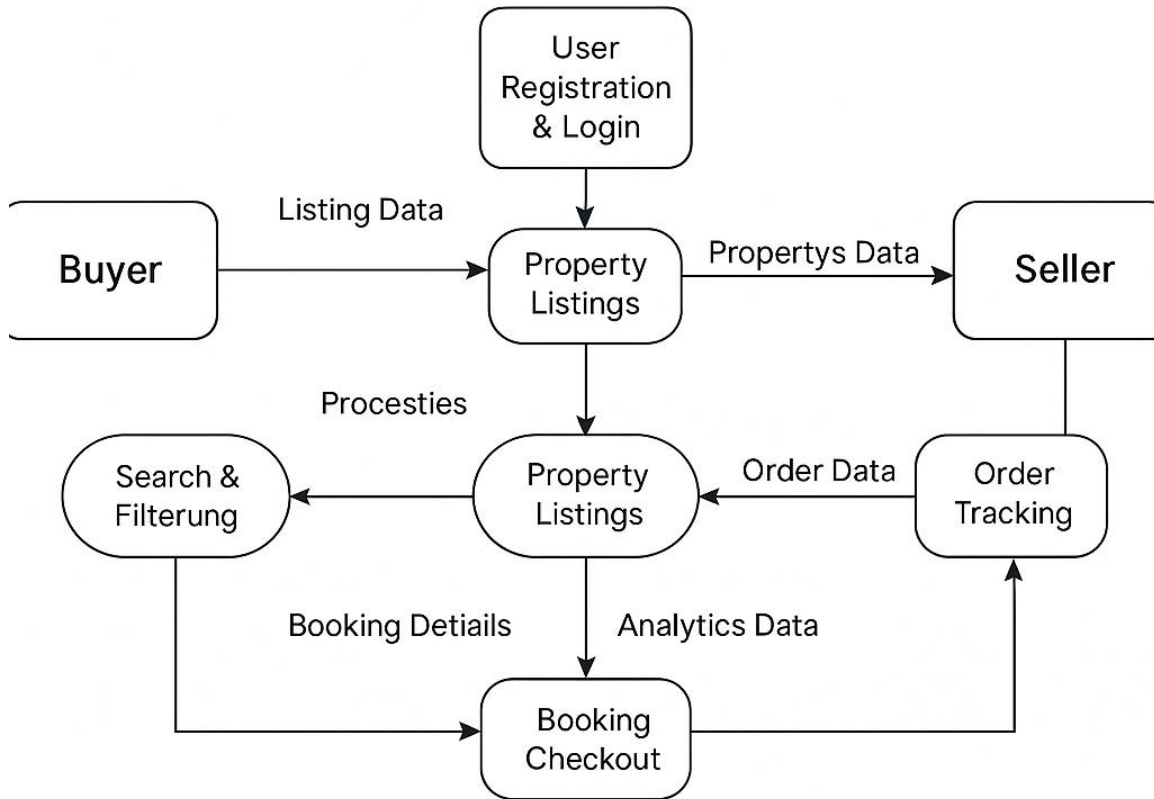 User
Registration
& Login
Listing Data
Buyer
Property
Listings
Propertys Data
Seller
Procesties
Search &
Filterung
Property
Listings
Order Data
Order
Tracking
Booking Detiails
Analytics Data
Booking
Checkout